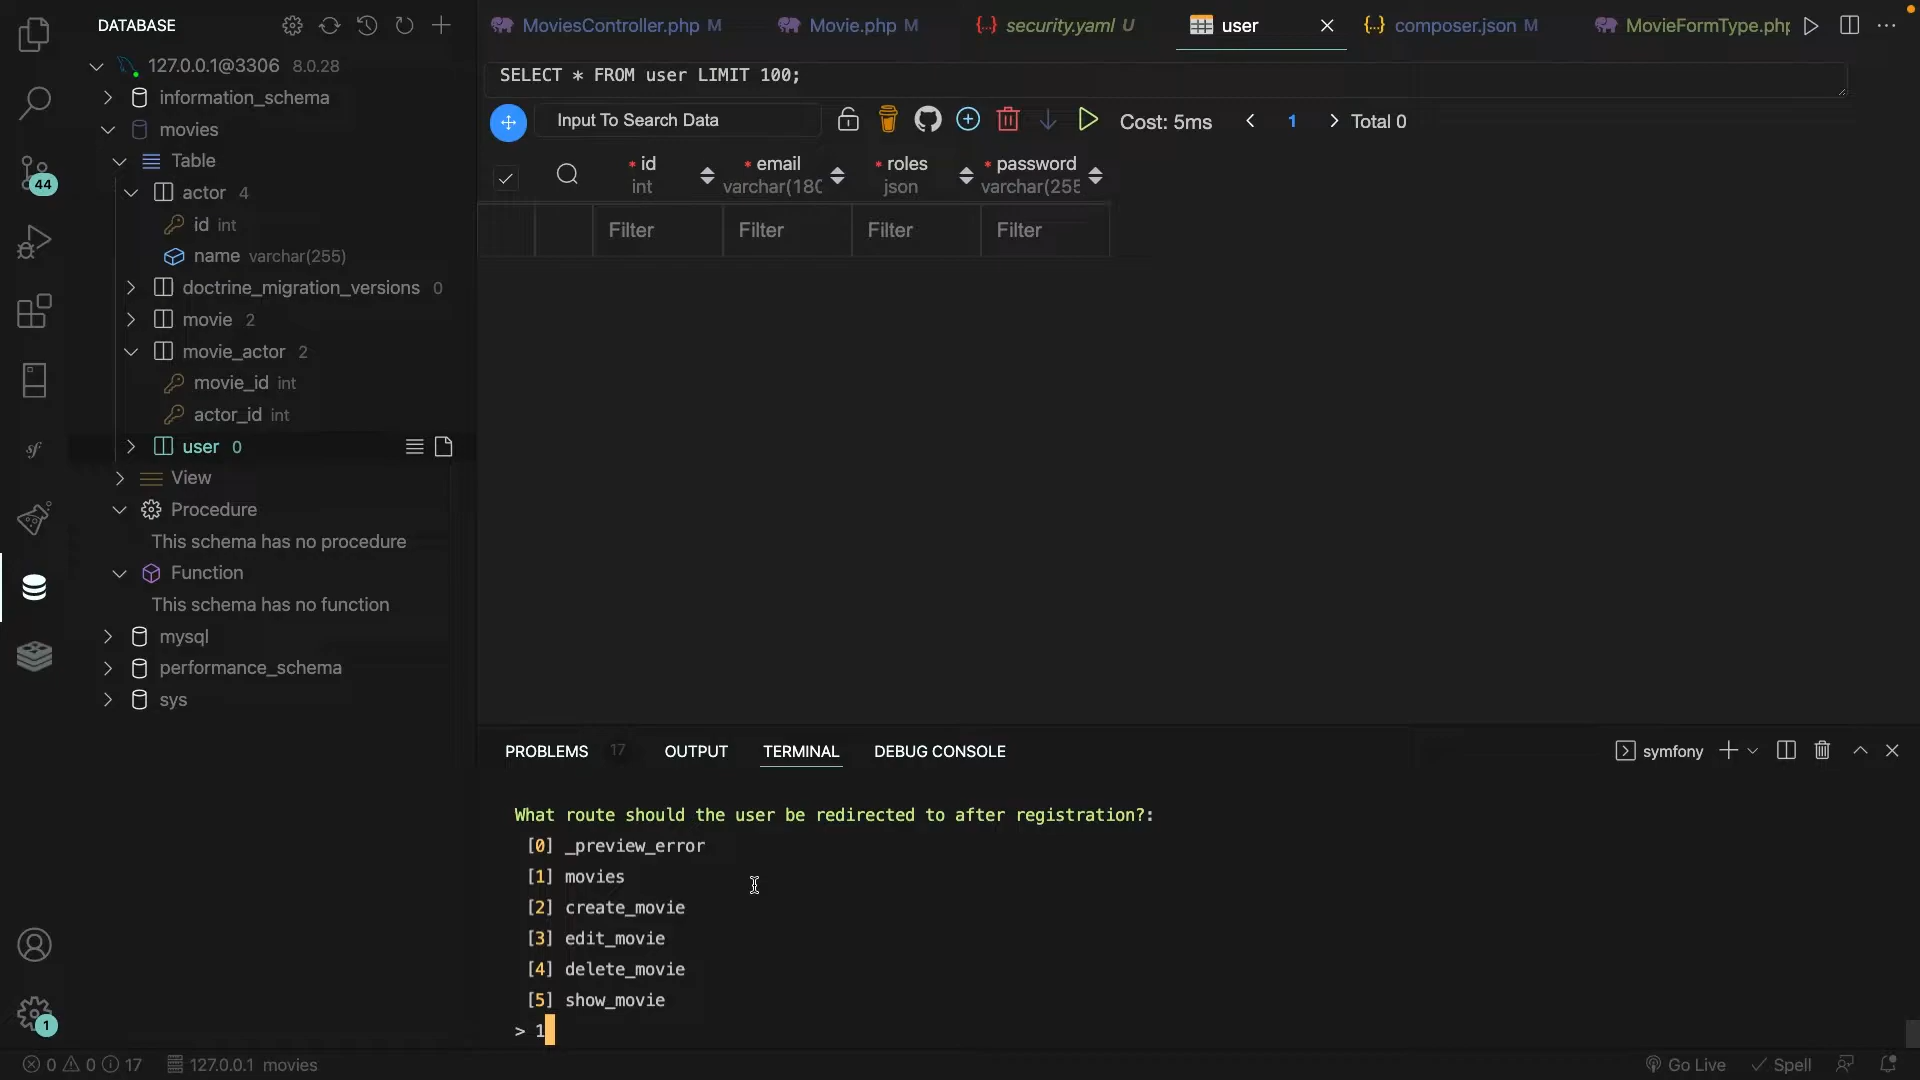 DATABASE
127.0.0.1@3306 8.0.28
information_schema
movies
Table
actor 4
id int
name varchar(255)
doctrine_migration_versions 0
movie 2
movie_actor 2
movie_id int
actor_id int
user 0
View
Procedure
This schema has no procedure
Function
This schema has no function
mysql
performance_schema
sys
44
sf
1
MoviesController.php M
Movie.php M
{} security.yaml U
user
{..} composer.json M
MovieFormType.php
SELECT * FROM user LIMIT 100;
Input To Search Data
Cost: 5ms
1
Total 0
* id
int
* email
varchar(180
* roles
json
* password
varchar(255
Filter Filter Filter Filter
PROBLEMS 17 OUTPUT TERMINAL DEBUG CONSOLE
symfony
What route should the user be redirected to after registration?:
[0] _preview_error
[1] movies
[2] create_movie
[3] edit_movie
[4] delete_movie
[5] show_movie
> 1
0 0 17 127.0.0.1 movies Go Live Spell